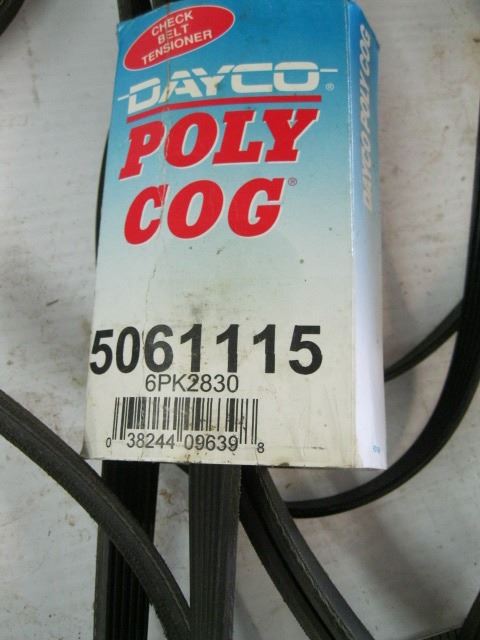 CHECK
BELT
TENSIONER
DAYCO®
POLY
COG®
5061115
6PK2830
0 38244 09639 8
DAYCO POLY COG